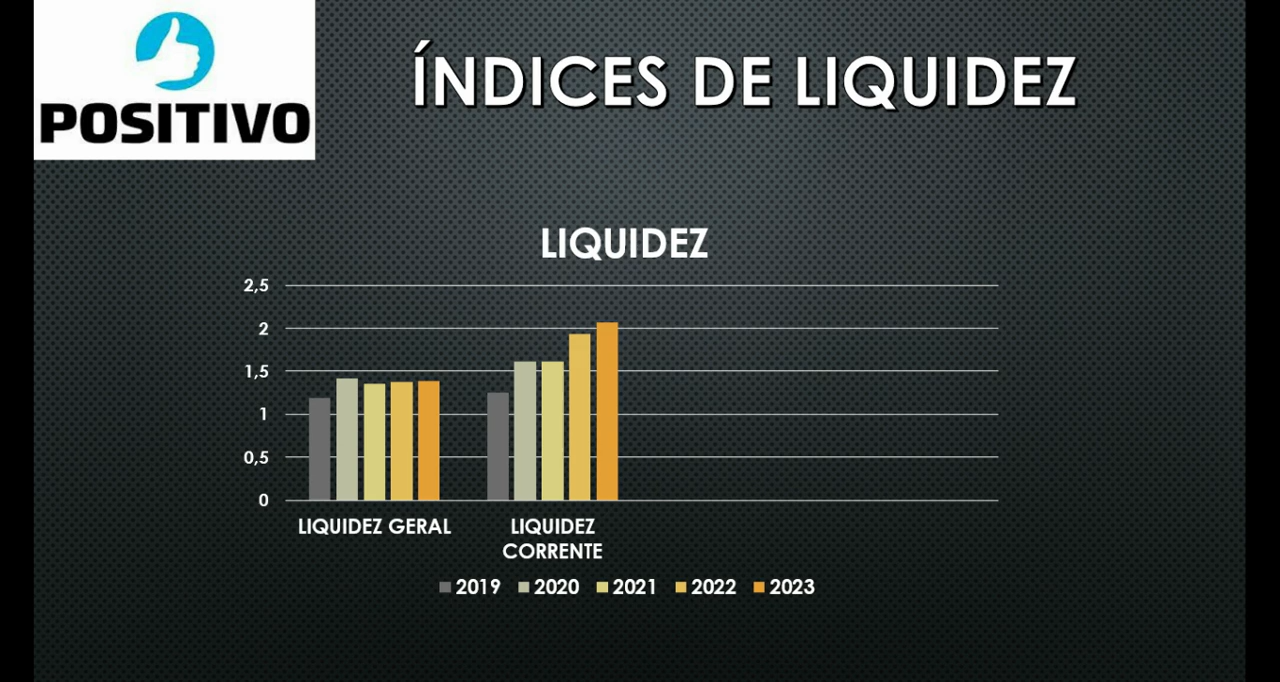 POSITIVO
ÍNDICES DE LIQUIDEZ
LIQUIDEZ
2,5
2
1,5
1
0,5
0
LIQUIDEZ GERAL
LIQUIDEZ
CORRENTE
2019 2020 2021 2022 2023